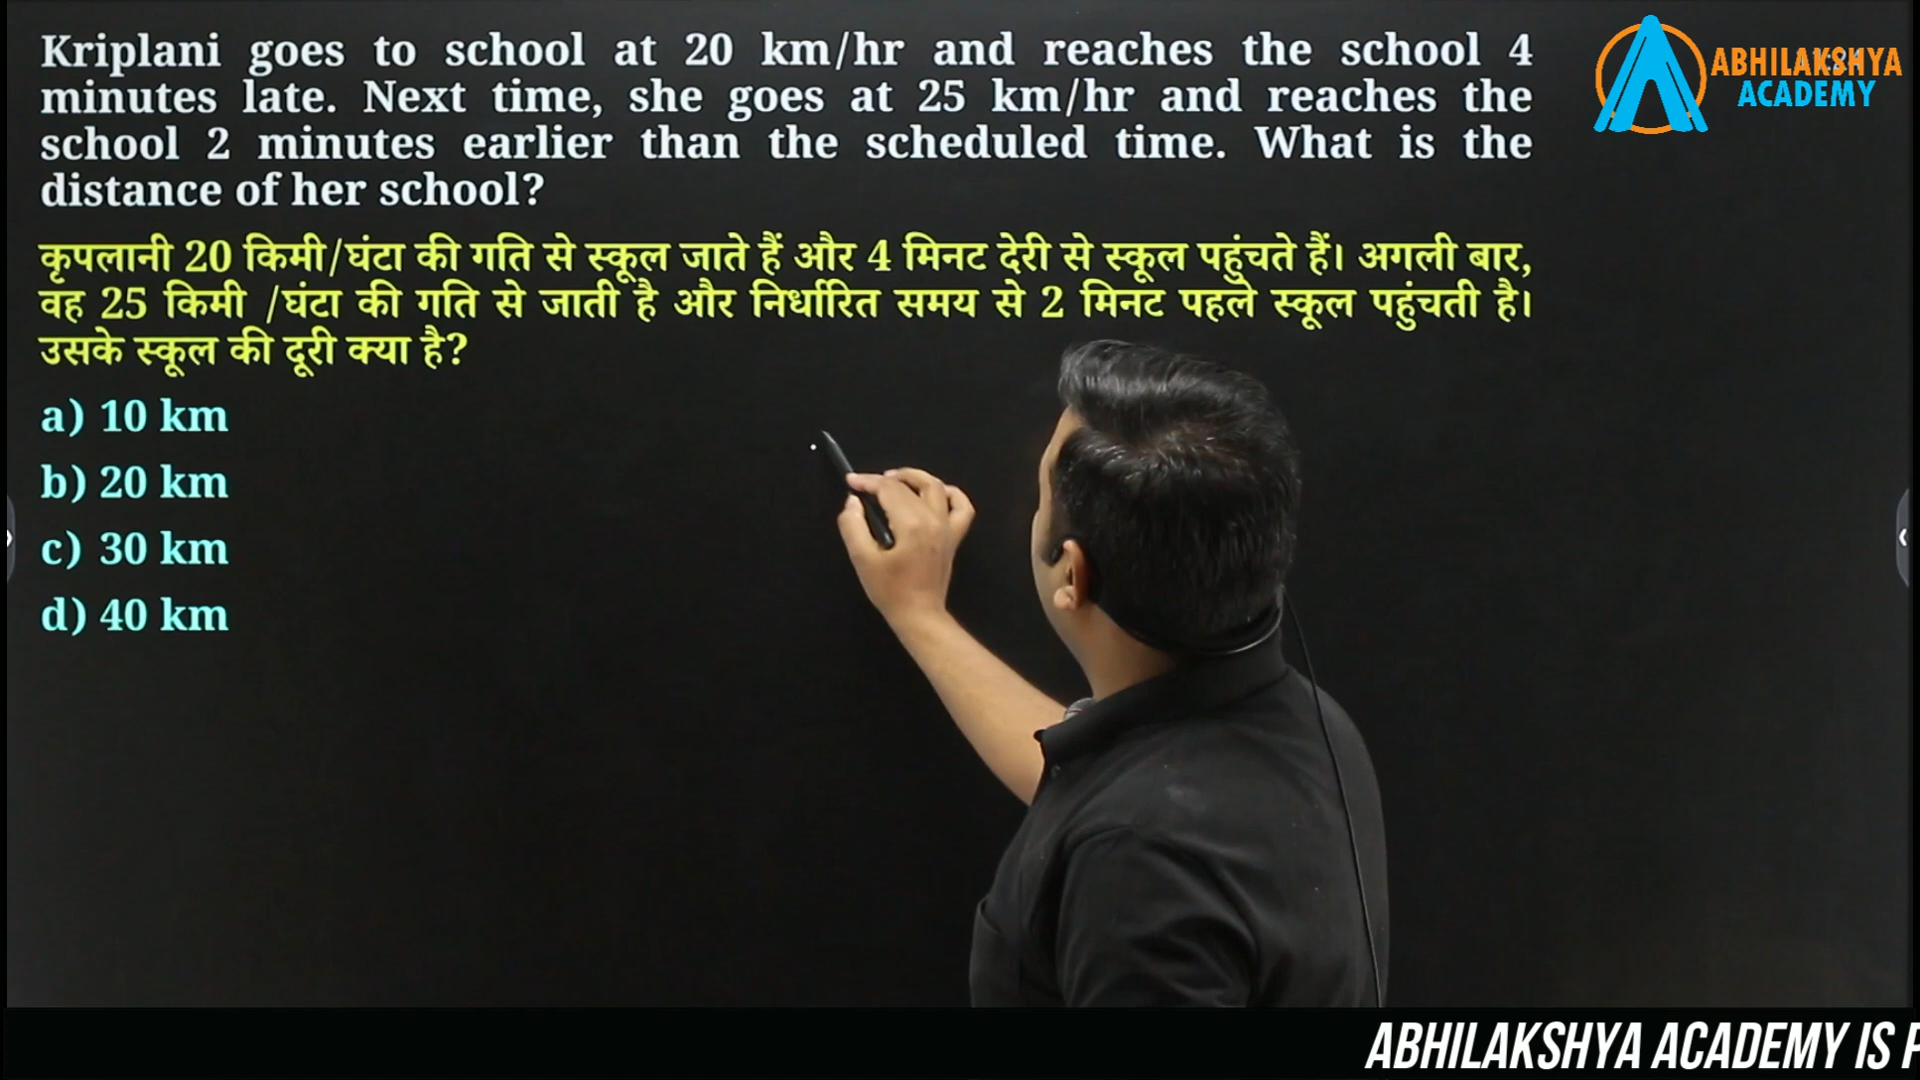 Kriplani goes to school at 20 km/hr and reaches the school 4
minutes late. Next time, she goes at 25 km/hr and reaches the
school 2 minutes earlier than the scheduled time. What is the
distance of her school?
कृपलानी 20 किमी/घंटा की गति से स्कूल जाते हैं और 4 मिनट देरी से स्कूल पहुंचते हैं। अगली बार,
वह 25 किमी /घंटा की गति से जाती है और निर्धारित समय से 2 मिनट पहले स्कूल पहुंचती है।
उसके स्कूल की दूरी क्या है?
a) 10 km
b) 20 km
c) 30 km
d) 40 km
ABHILAKSHYA
ACADEMY
ABHILAKSHYA ACADEMY IS